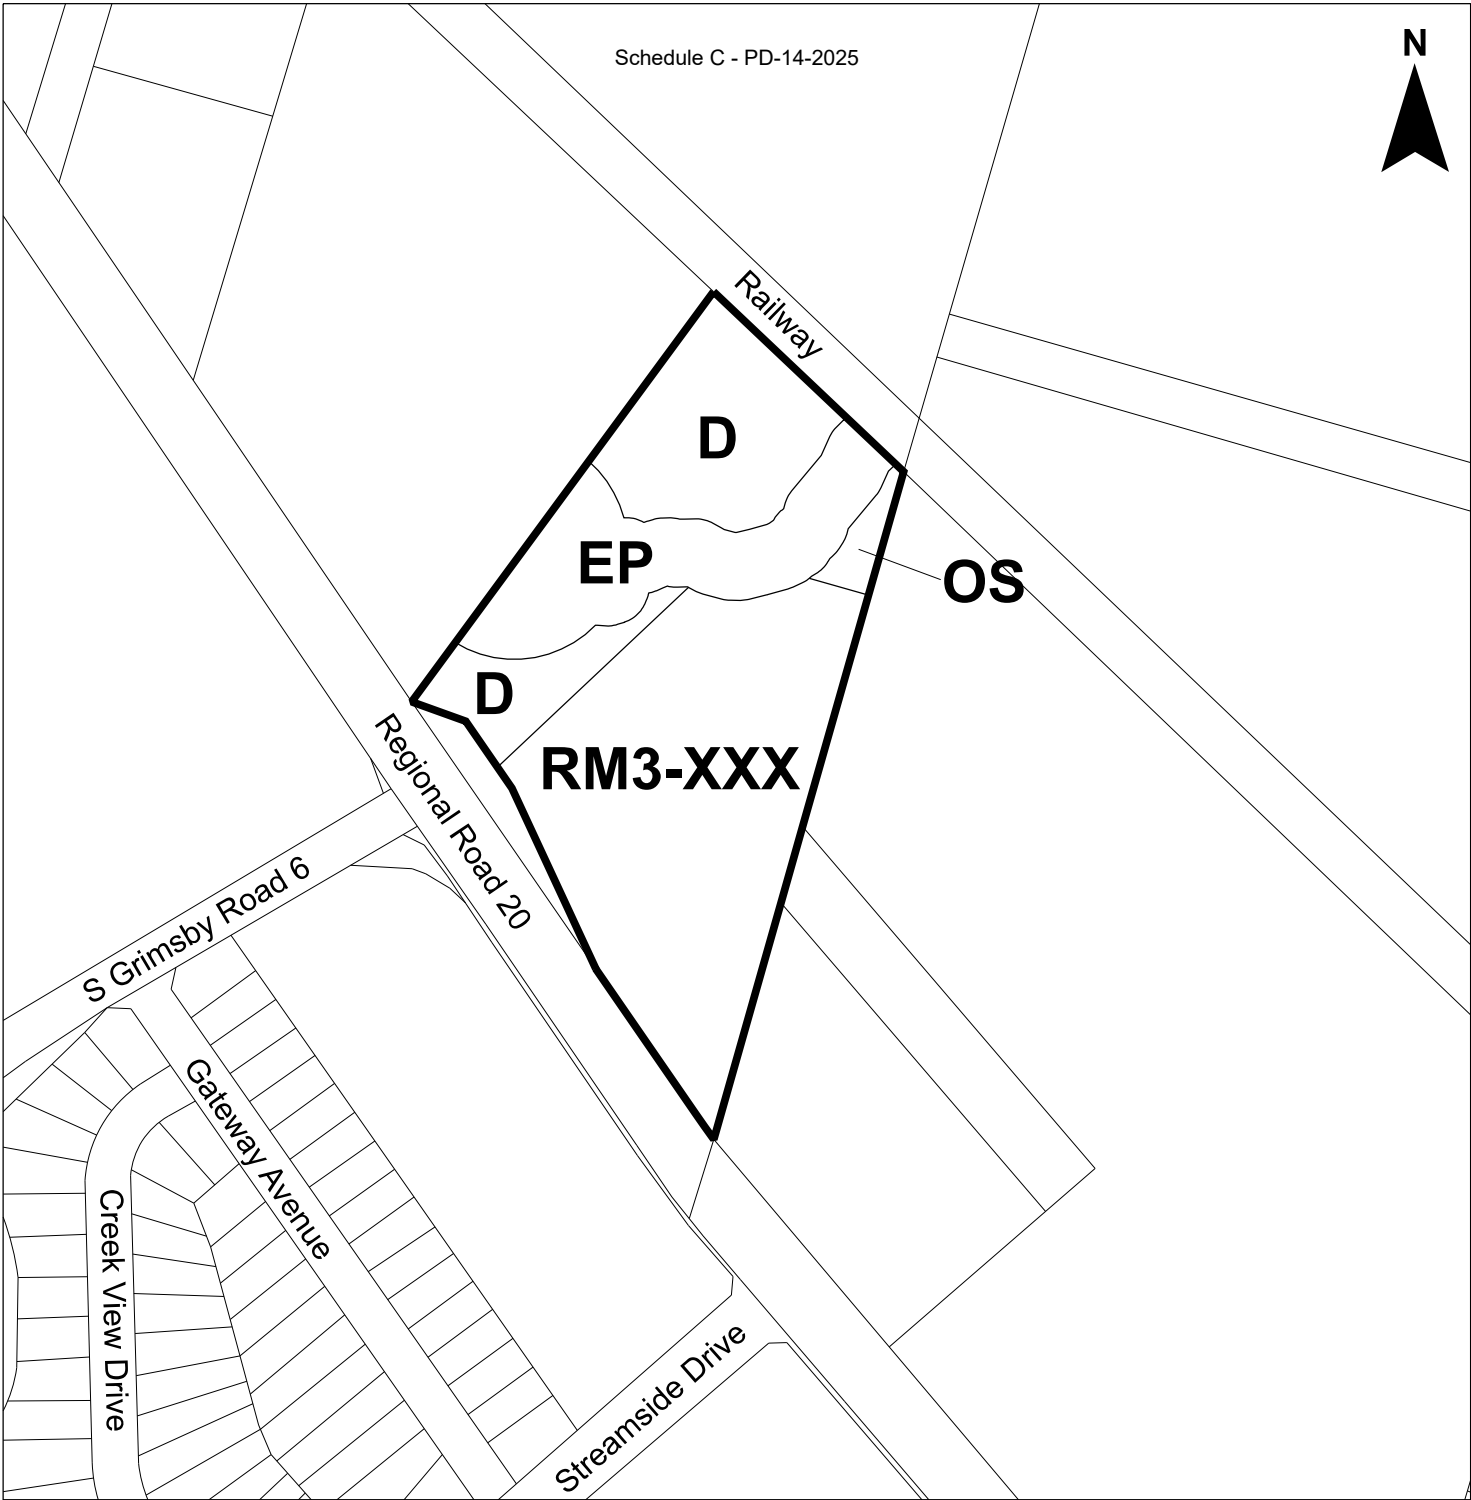 Schedule C - PD-14-2025
N
Railway
D
EP
OS
D
RM3-XXX
Regional Road 20
S Grimsby Road 6
Gateway Avenue
Creek View Drive
Streamside Drive